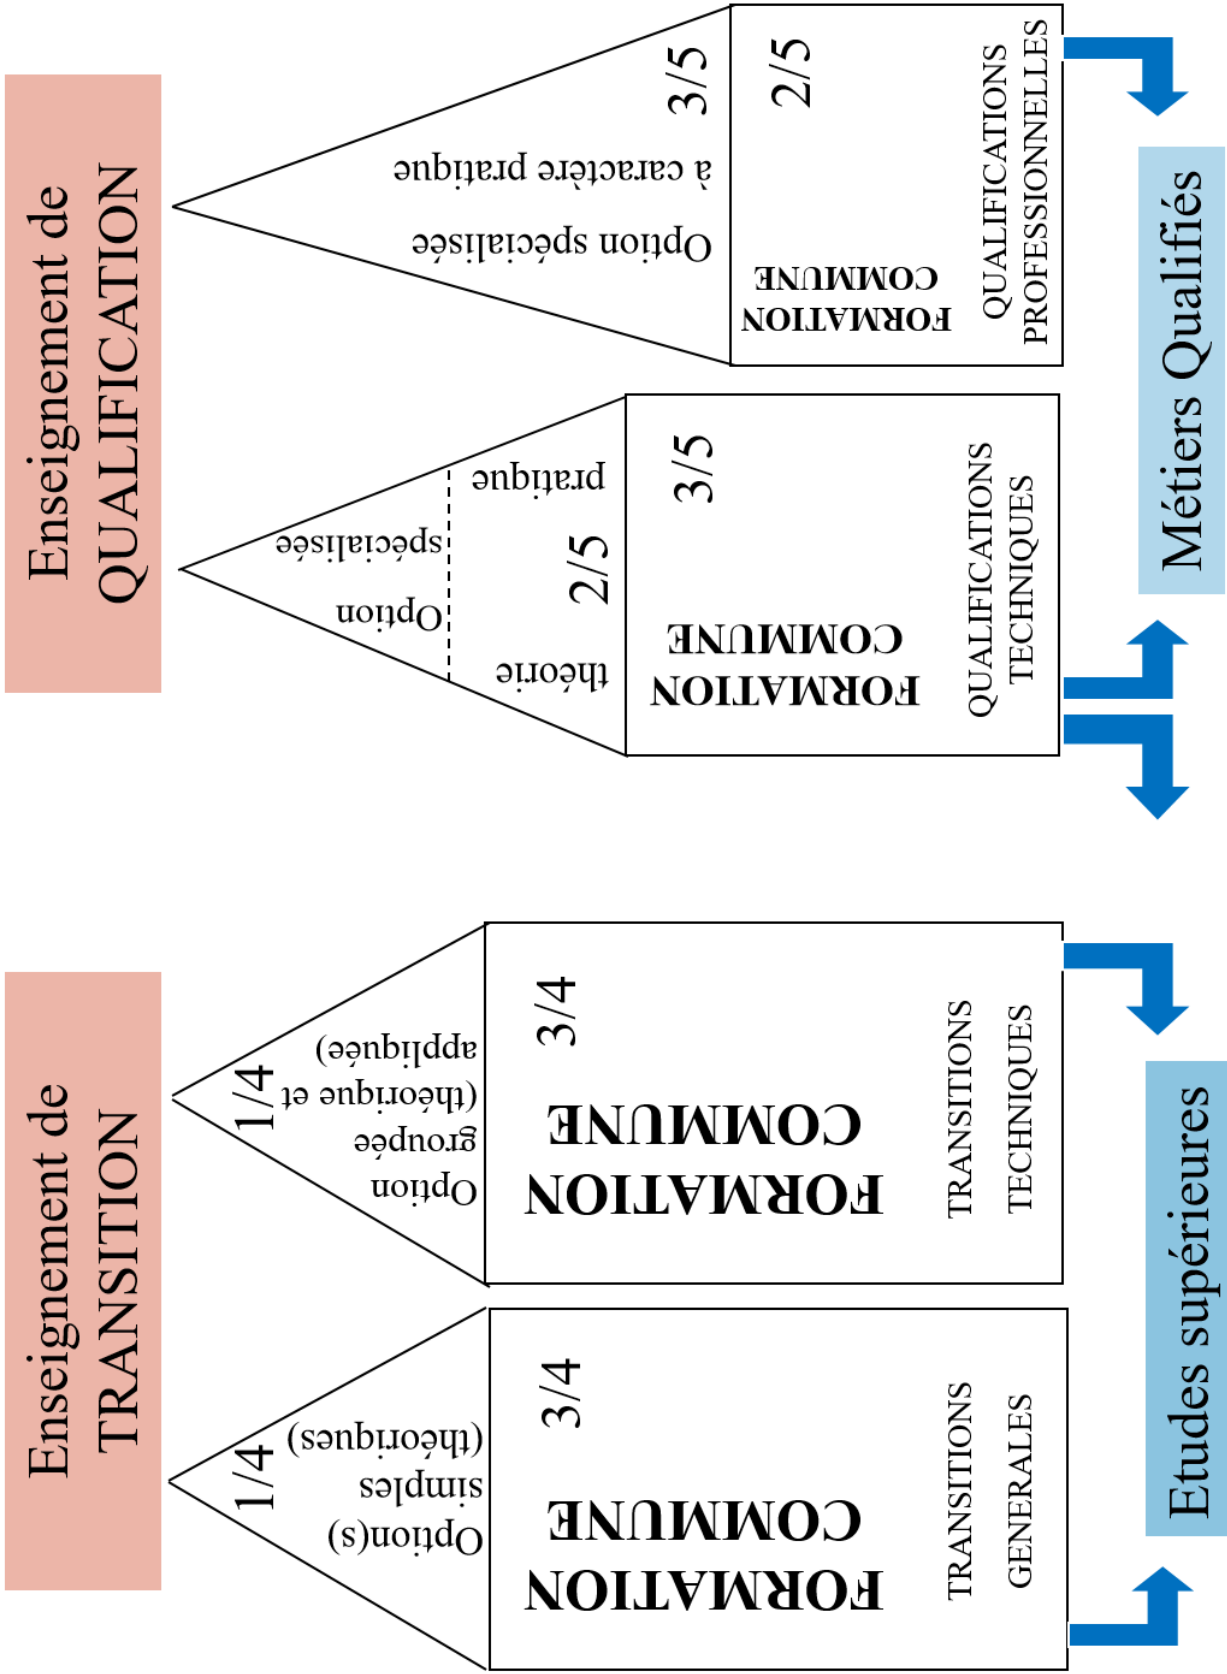 Enseignement de
TRANSITION
1/4
Option(s)
simples
(théoriques)
3/4
FORMATION
COMMUNE
TRANSITIONS
GENERALES
1/4
Option
groupée
(théorique et
appliquée)
3/4
FORMATION
COMMUNE
TRANSITIONS
TECHNIQUES
Etudes supérieures
Enseignement de
QUALIFICATION
Option spécialisée
théorie pratique
2/5
3/5
FORMATION
COMMUNE
QUALIFICATIONS
TECHNIQUES
Option spécialisée
à caractère pratique
3/5
2/5
FORMATION
COMMUNE
QUALIFICATIONS
PROFESSIONNELLES
Métiers Qualifiés